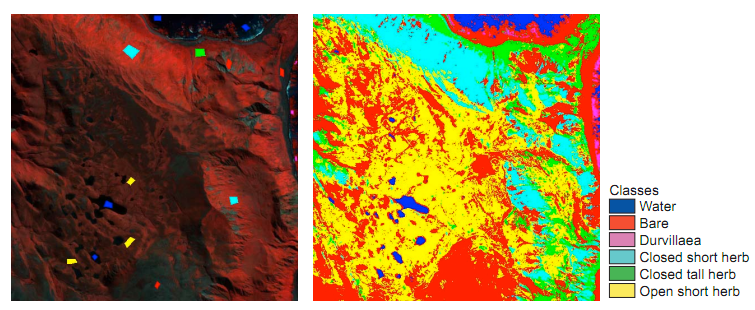 Classes
Water
Bare
Durvillaea
Closed short herb
Closed tall herb
Open short herb